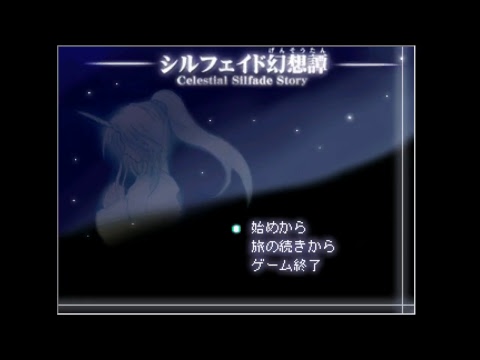 げんそうたん
シルフェイド幻想譚
Celestial Silfade Story
始めから
旅の続きから
ゲーム終了